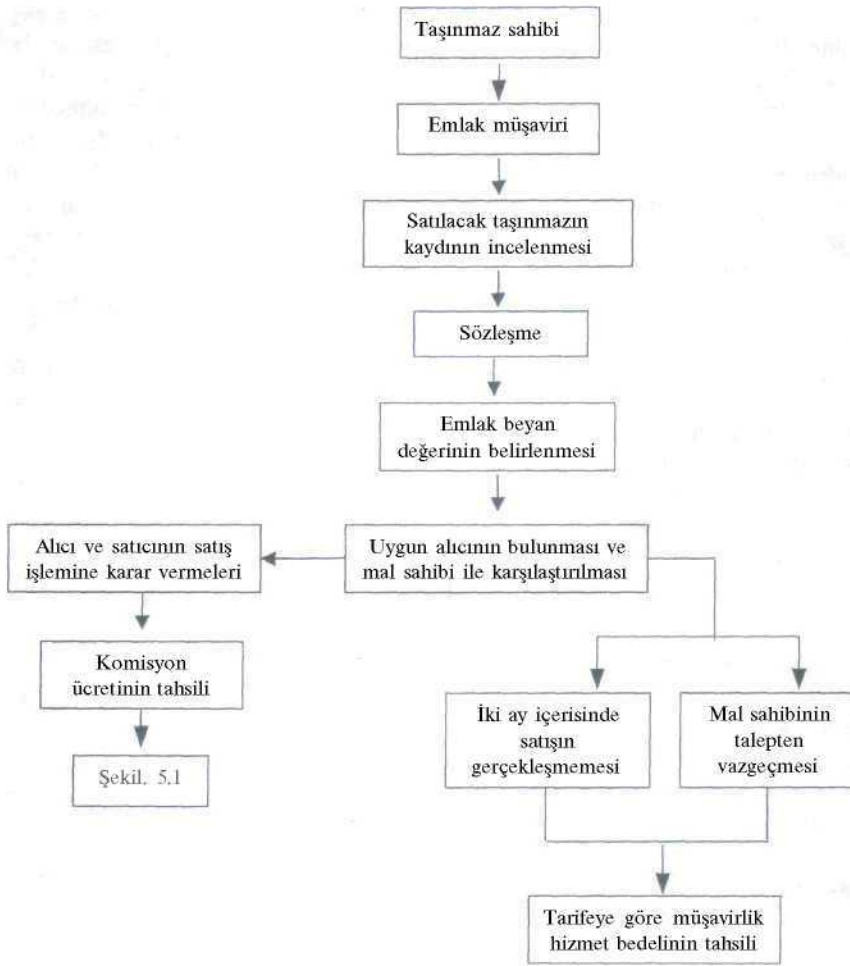 Taşınmaz sahibi
Emlak müşaviri
Satılacak taşınmazın
kaydının incelenmesi
Sözleşme
Emlak beyan
değerinin belirlenmesi
Alıcı ve satıcının satış
işlemine karar vermeleri
Uygun alıcının bulunması ve
mal sahibi ile karşılaştırılması
Komisyon
ücretinin tahsili
Şekil. 5.1
İki ay içerisinde
satışın
gerçekleşmemesi
Mal sahibinin
talepten
vazgeçmesi
Tarifeye göre müşavirlik
hizmet bedelinin tahsili